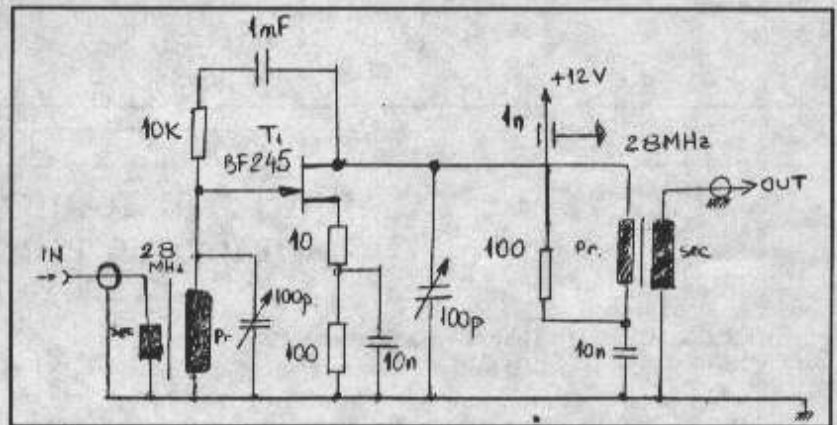 1mF
+12V
1n
28MHz
10K
T1
BF245
OUT
10
100
Pr.
sec
IN
28
MHz
100p
100p
sec
Pr
100
10n
10n